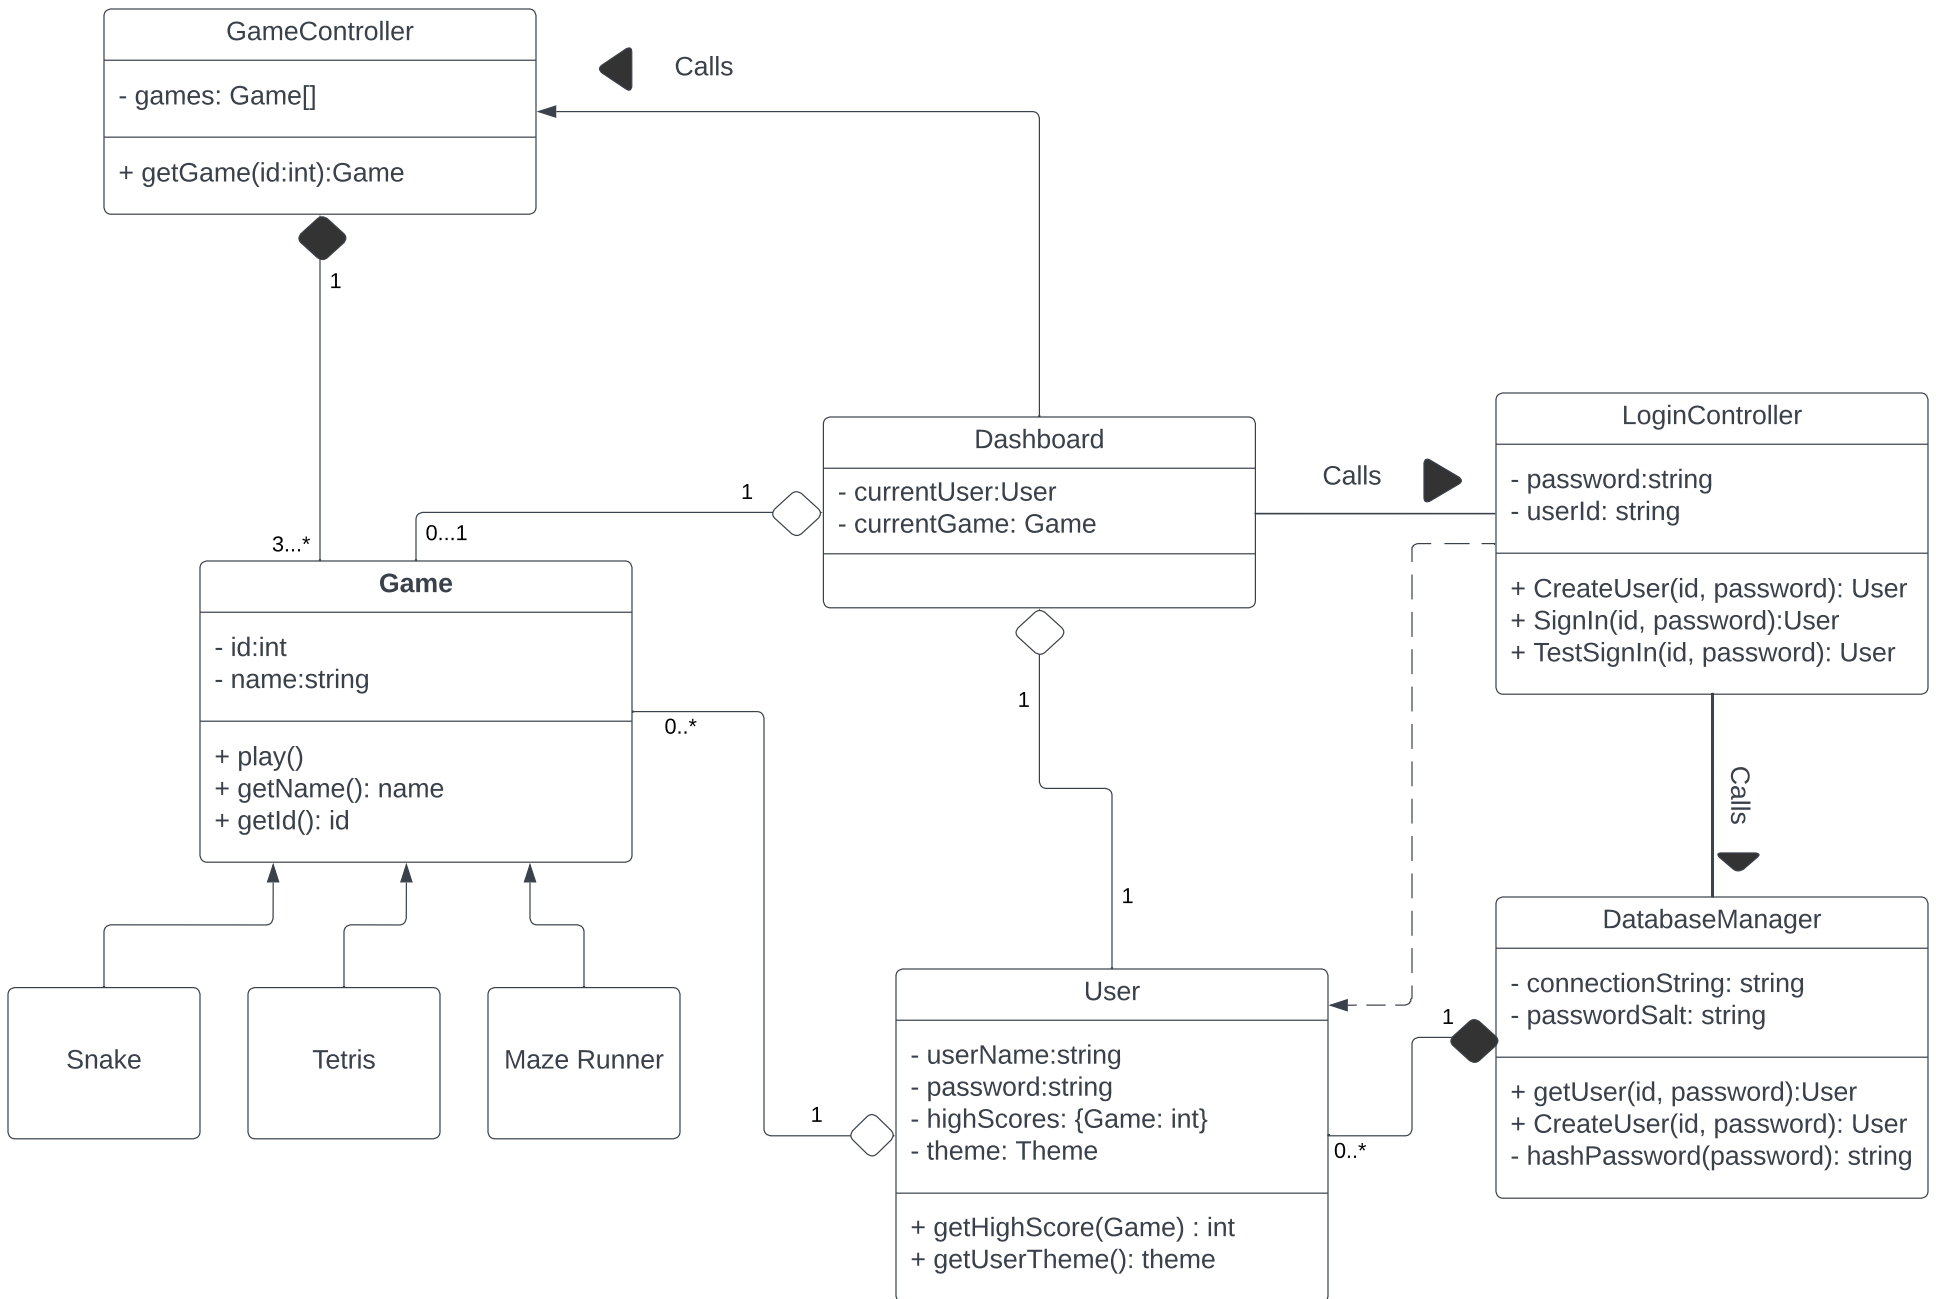 GameController
- games: Game[]
+ getGame(id:int):Game
Calls
1
3...*
0...1
1
Dashboard
- currentUser:User
- currentGame: Game
Calls
LoginController
- password:string
- userId: string
+ CreateUser(id, password): User
+ SignIn(id, password):User
+ TestSignIn(id, password): User
Game
- id:int
- name:string
+ play()
+ getName(): name
+ getId(): id
0..*
1
1
1
Calls
Snake
Tetris
Maze Runner
User
- userName:string
- password:string
- highScores: {Game: int}
- theme: Theme
+ getHighScore(Game) : int
+ getUserTheme(): theme
1
0..*
DatabaseManager
- connectionString: string
- passwordSalt: string
+ getUser(id, password):User
+ CreateUser(id, password): User
- hashPassword(password): string